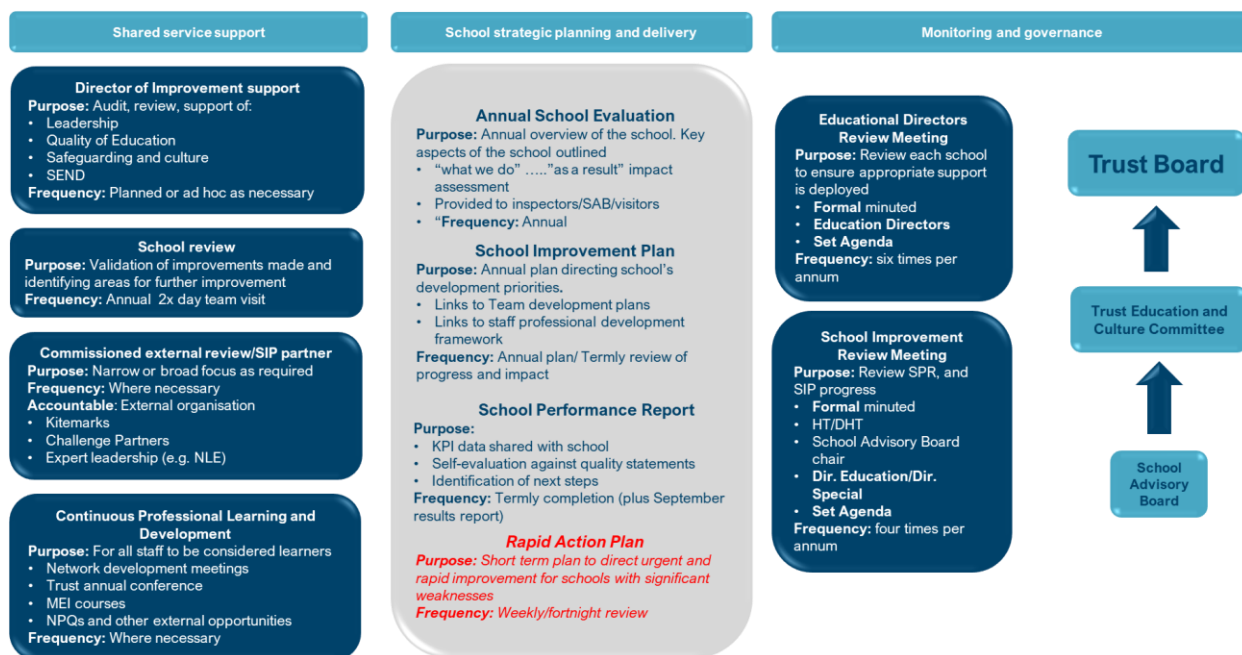 Shared service support
Director of Improvement support
Purpose: Audit, review, support of:
• Leadership
• Quality of Education
• Safeguarding and culture
• SEND
Frequency: Planned or ad hoc as necessary
School review
Purpose: Validation of improvements made and
identifying areas for further improvement
Frequency: Annual 2x day team visit
Commissioned external review/SIP partner
Purpose: Narrow or broad focus as required
Frequency: Where necessary
Accountable: External organisation
• Kitemarks
• Challenge Partners
• Expert leadership (e.g. NLE)
Continuous Professional Learning and
Development
Purpose: For all staff to be considered learners
• Network development meetings
• Trust annual conference
• MEI courses
• NPQs and other external opportunities
Frequency: Where necessary
School strategic planning and delivery
Annual School Evaluation
Purpose: Annual overview of the school. Key
aspects of the school outlined
• “what we do” …..”as a result” impact
assessment
• Provided to inspectors/SAB/visitors
• “Frequency: Annual
School Improvement Plan
Purpose: Annual plan directing school’s
development priorities.
• Links to Team development plans
• Links to staff professional development
framework
Frequency: Annual plan/ Termly review of
progress and impact
School Performance Report
Purpose:
• KPI data shared with school
• Self-evaluation against quality statements
• Identification of next steps
Frequency: Termly completion (plus September
results report)
Rapid Action Plan
Purpose: Short term plan to direct urgent and
rapid improvement for schools with significant
weaknesses
Frequency: Weekly/fortnight review
Monitoring and governance
Educational Directors
Review Meeting
Purpose: Review each school
to ensure appropriate support
is deployed
• Formal minuted
• Education Directors
• Set Agenda
Frequency: six times per
annum
School Improvement
Review Meeting
Purpose: Review SPR, and
SIP progress
• Formal minuted
• HT/DHT
• School Advisory Board
chair
• Dir. Education/Dir.
Special
• Set Agenda
Frequency: four times per
annum
Trust Board
Trust Education and
Culture Committee
School
Advisory
Board